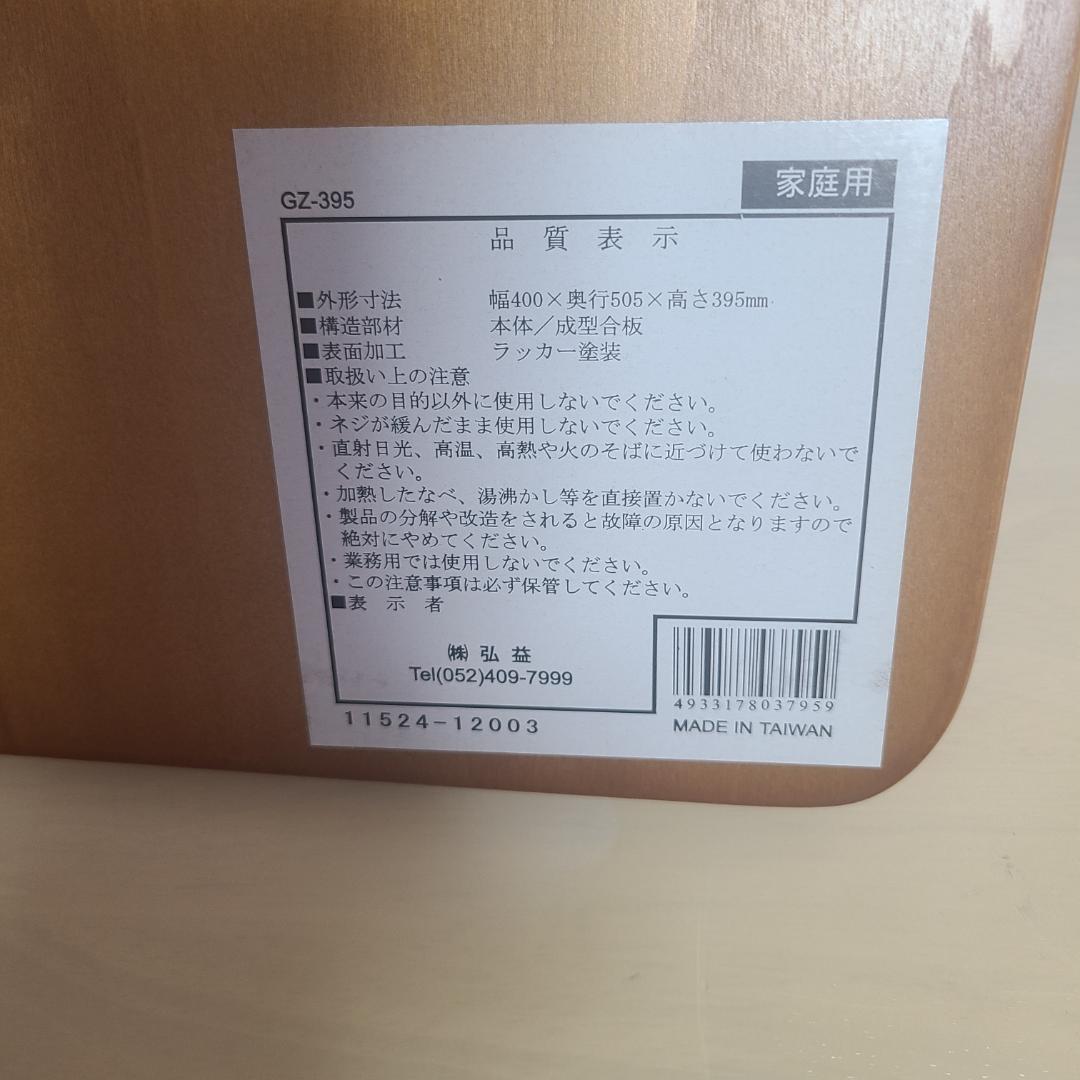 家庭用
GZ-395
品質表示
■外形寸法 幅400×奥行505×高さ395mm
■構造部材 本体／成型合板
■表面加工 ラッカー塗装
■取扱い上の注意
・本来の目的以外に使用しないでください。
・ネジが緩んだまま使用しないでください。
・直射日光、高温、高熱や火のそばに近づけて使わないで
ください。
・加熱したなべ、湯沸かし等を直接置かないでください。
・製品の分解や改造をされると故障の原因となりますので
絶対にやめてください。
・業務用では使用しないでください。
・この注意事項は必ず保管してください。
■表示者
㈱弘益
Tel(052)409-7999
4933178037959
11524-12003
MADE IN TAIWAN